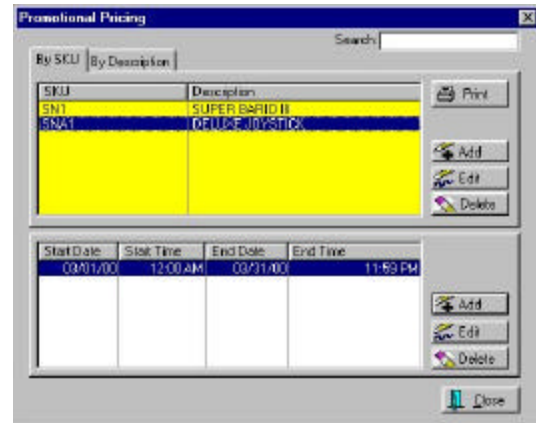 Promotional Pricing
Search:
By SKU By Description
SKU Description
SN1 SUPER BARIO III
SNA1 DELUXE JOYSTICK
Print
Add
Edit
Delete
Start Date Start Time End Date End Time
03/01/00 12:00 AM 03/31/00 11:59 PM
Add
Edit
Delete
Close